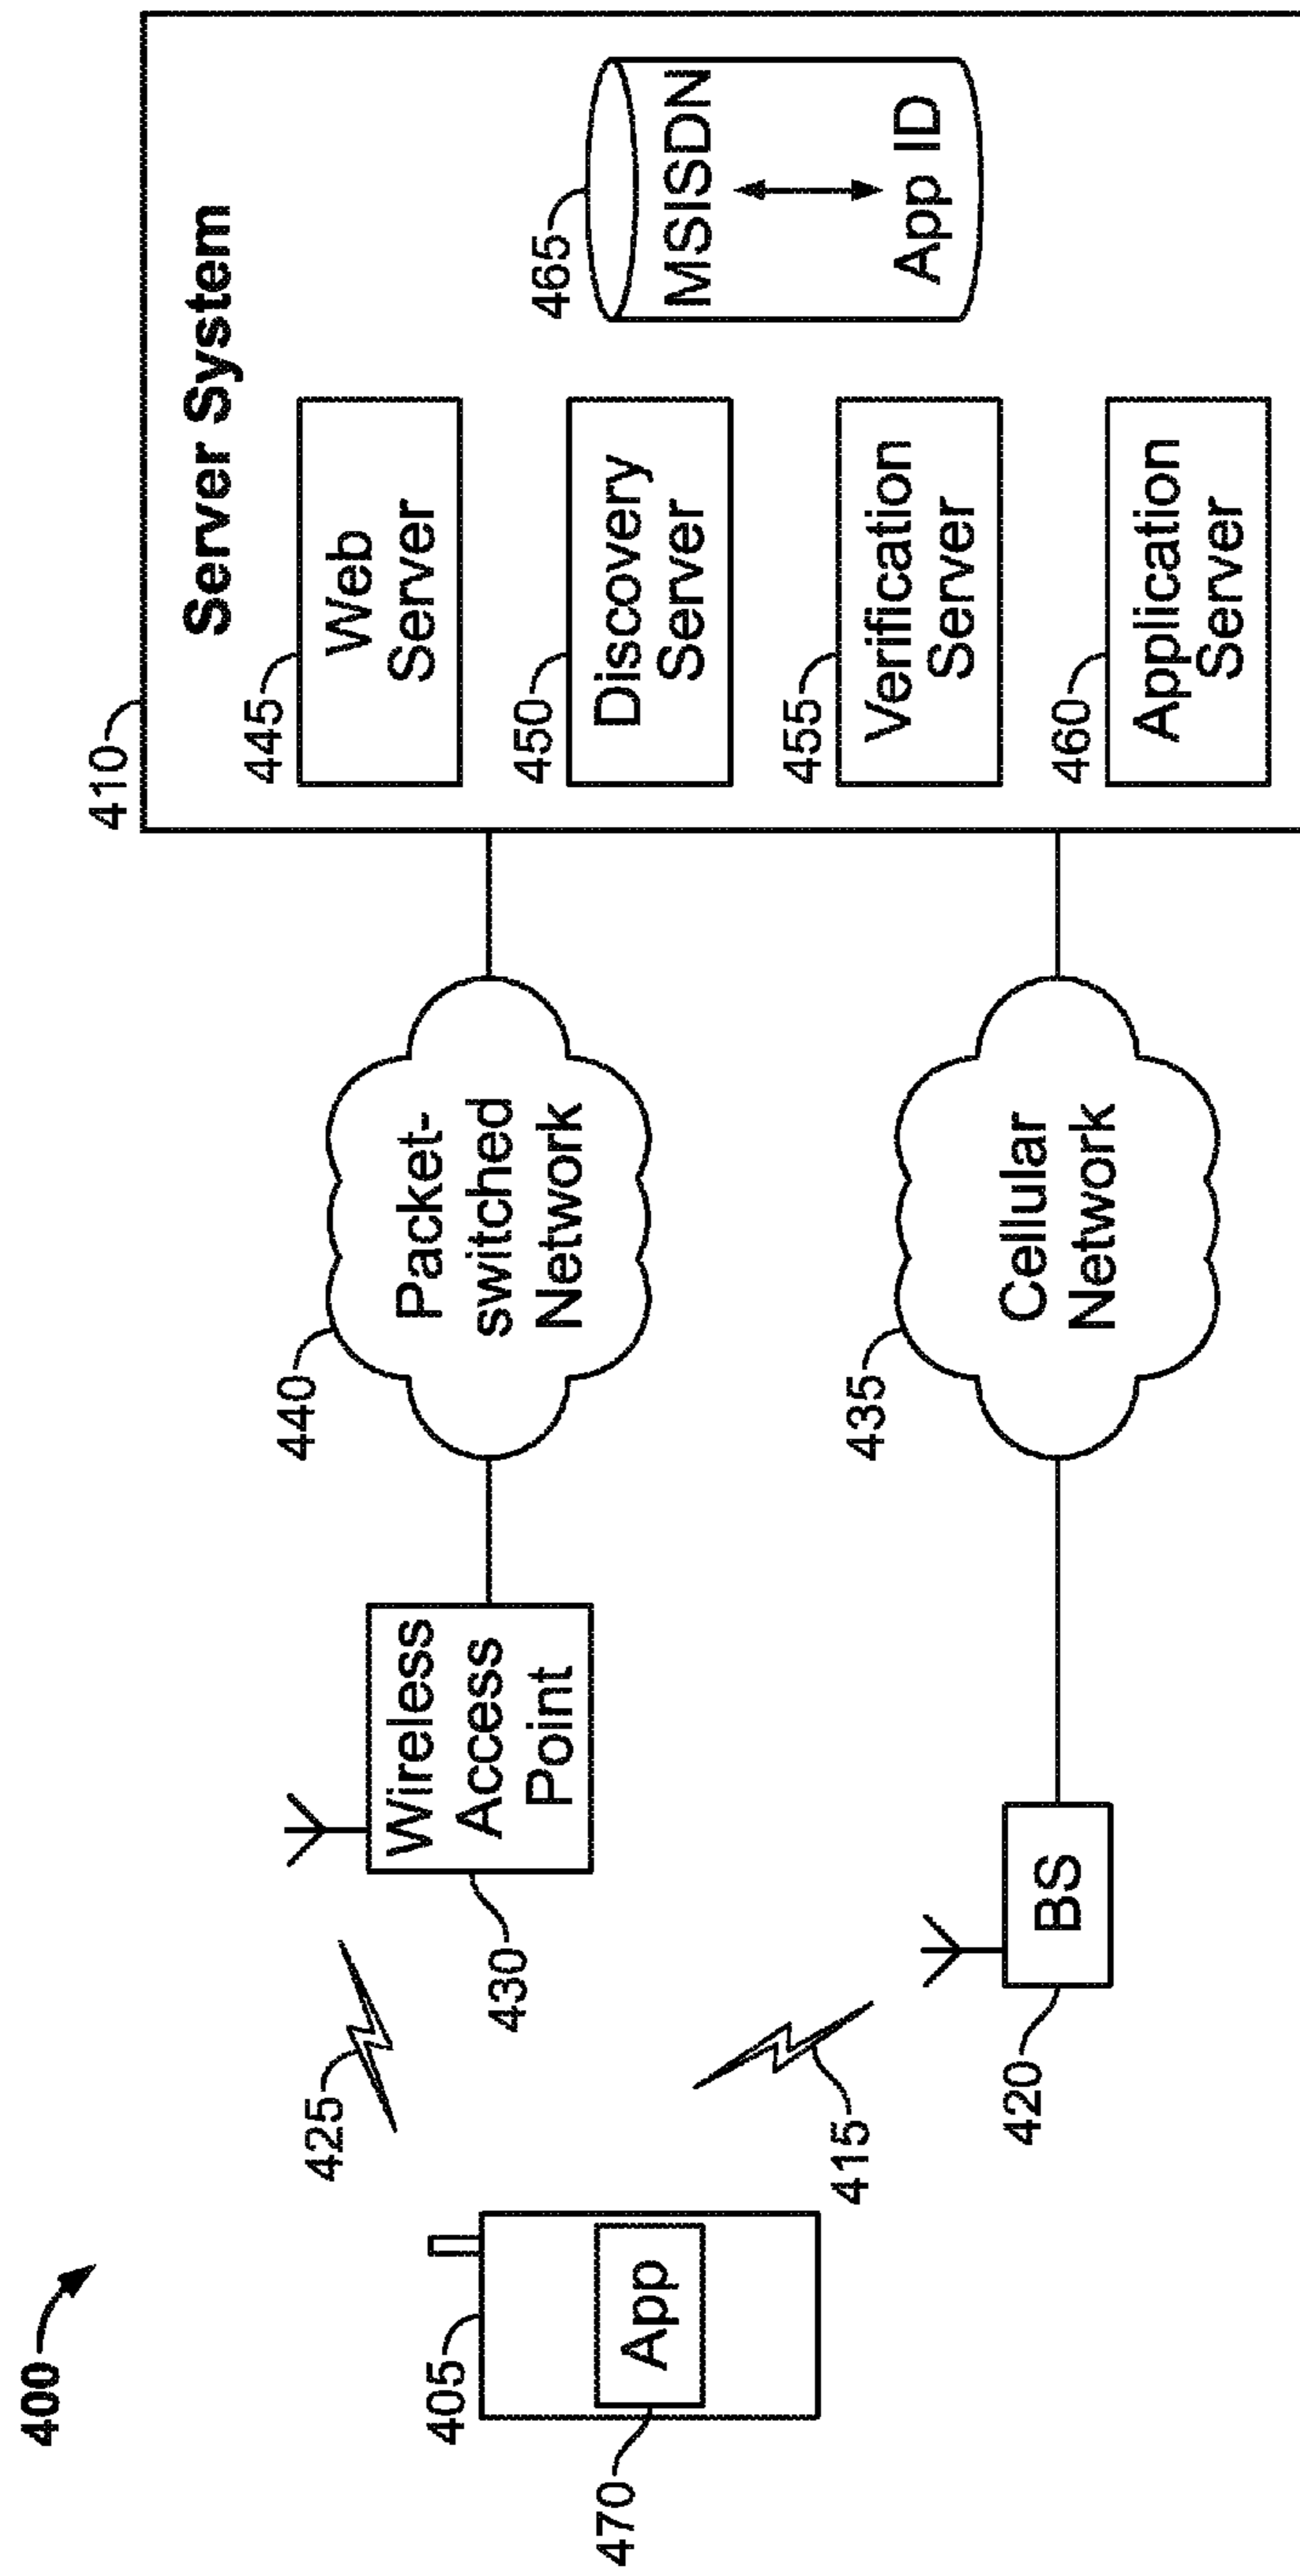 400
405
App
470
425
415
Wireless
Access
Point
430
BS
420
440
Packet-
switched
Network
435
Cellular
Network
410
Server System
445
Web
Server
450
Discovery
Server
455
Verification
Server
460
Application
Server
465
MSISDN
App ID